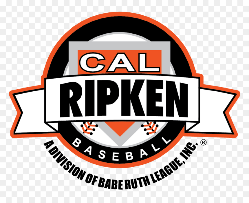 CAL
RIPKEN
BASEBALL
A DIVISION OF BABE RUTH LEAGUE, INC.®